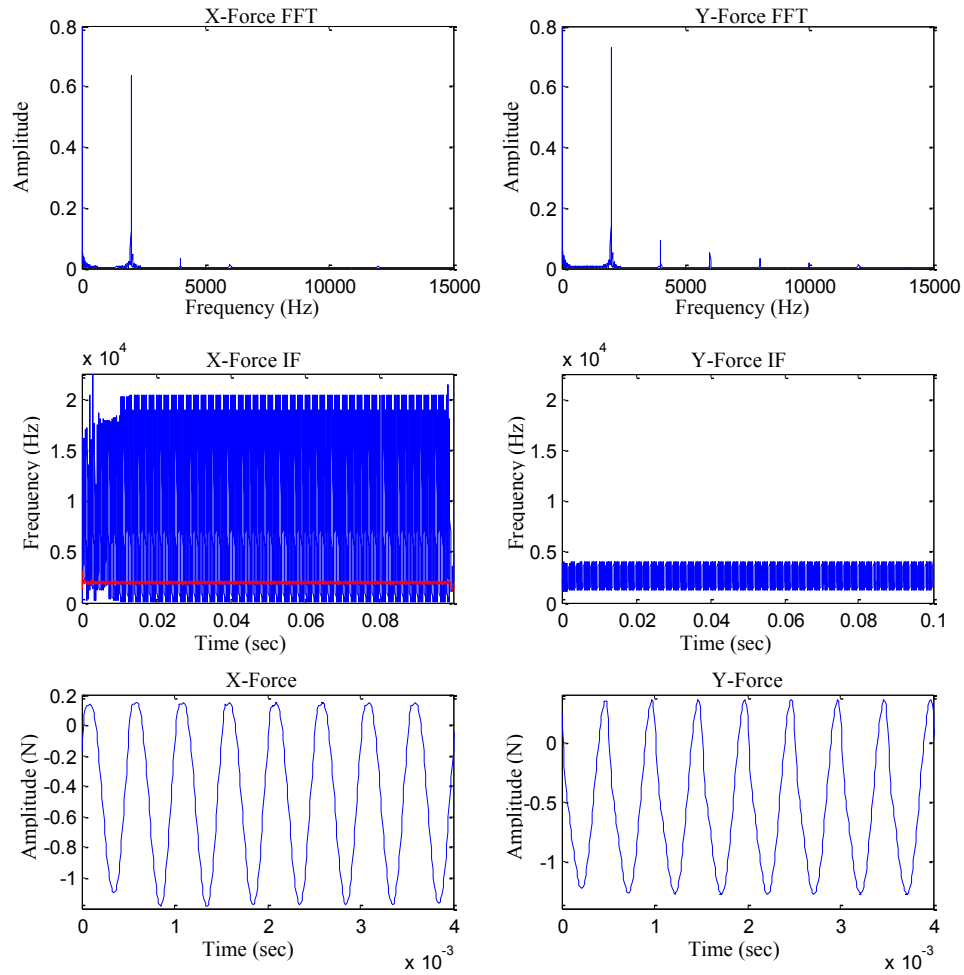 X-Force FFT
Y-Force FFT
0.8
0.6
0.4
0.2
0
Amplitude
0 5000 10000 15000
Frequency (Hz)
0.8
0.6
0.4
0.2
0
Amplitude
0 5000 10000 15000
Frequency (Hz)
x 10^4
X-Force IF
2
1.5
1
0.5
0
Frequency (Hz)
0 0.02 0.04 0.06 0.08
Time (sec)
x 10^4
Y-Force IF
2
1.5
1
0.5
0
Frequency (Hz)
0 0.02 0.04 0.06 0.08 0.1
Time (sec)
X-Force
0.2
0
-0.2
-0.4
-0.6
-0.8
-1
Amplitude (N)
0 1 2 3 4
Time (sec)
x 10^-3
Y-Force
0
-0.5
-1
Amplitude (N)
0 1 2 3 4
Time (sec)
x 10^-3